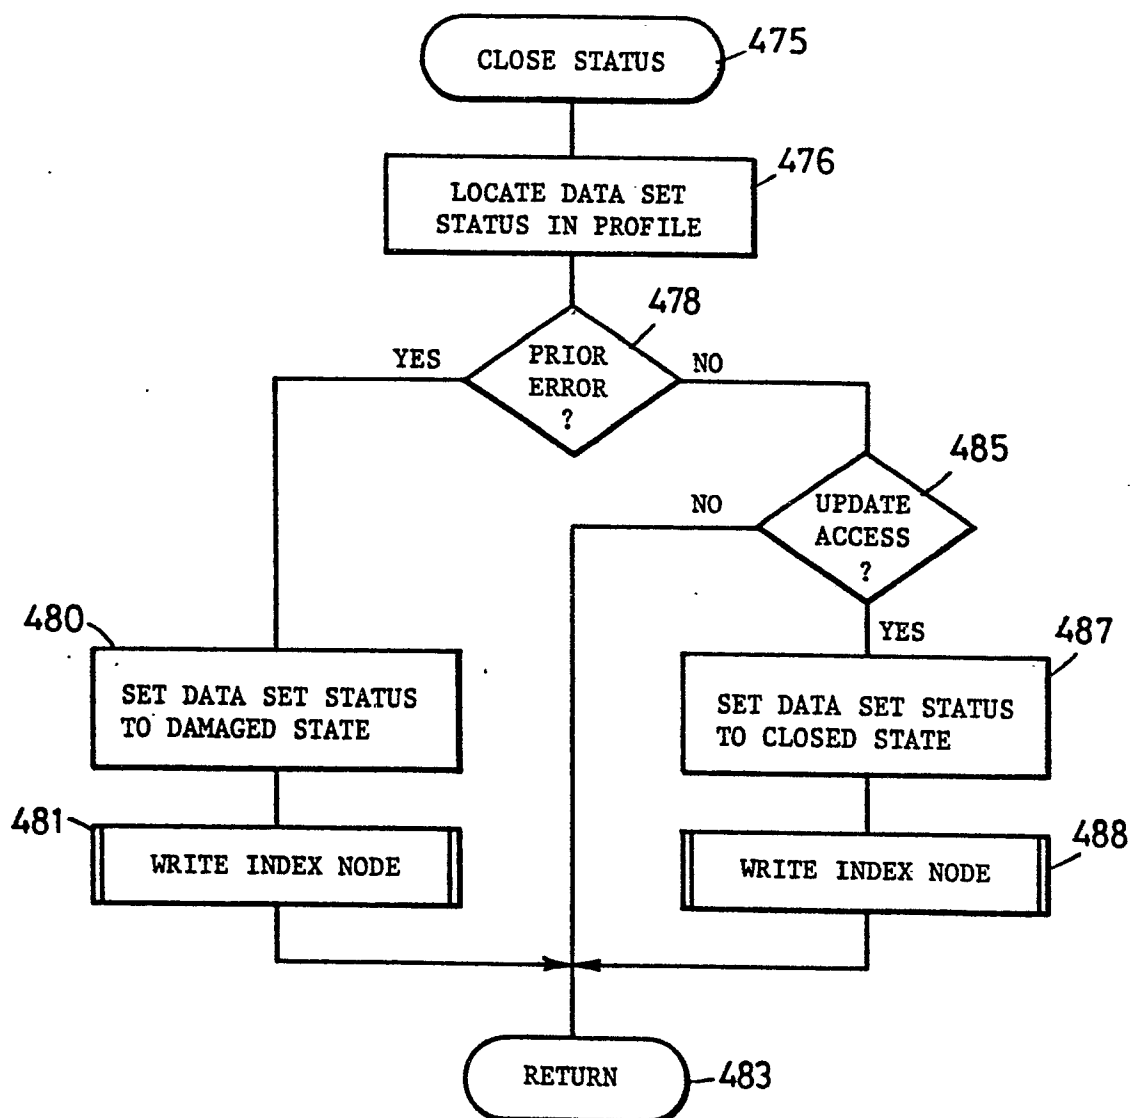 CLOSE STATUS
475
LOCATE DATA SET
STATUS IN PROFILE
476
478
PRIOR
ERROR
?
YES
NO
485
UPDATE
ACCESS
?
NO
YES
480
SET DATA SET STATUS
TO DAMAGED STATE
487
SET DATA SET STATUS
TO CLOSED STATE
481
WRITE INDEX NODE
WRITE INDEX NODE
488
RETURN
483